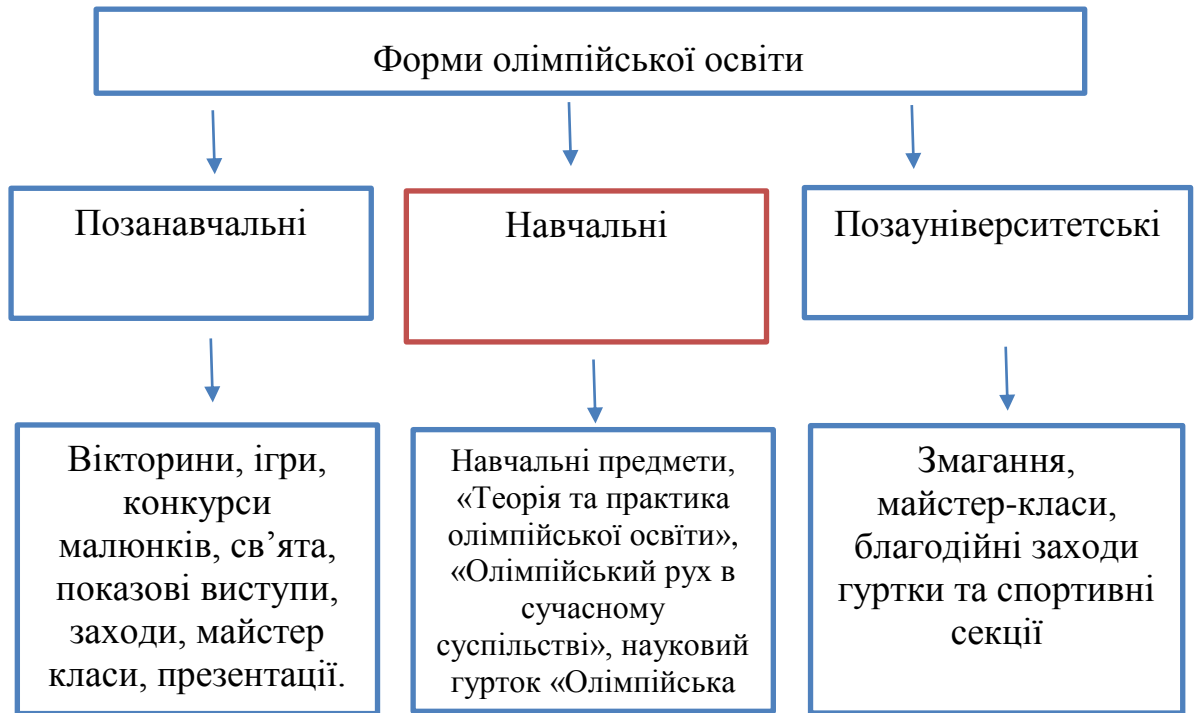 Форми олімпійської освіти
Позанавчальні
Навчальні
Позауніверситетські
Вікторини, ігри,
конкурси
малюнків, св’ята,
показові виступи,
заходи, майстер
класи, презентації.
Навчальні предмети,
«Теорія та практика
олімпійської освїти»,
«Олімпійський рух в
сучасному
суспільстві», науковий
гурток «Олімпійська
Змагання,
майстер-класи,
благодійні заходи
гуртки та спортивні
секції